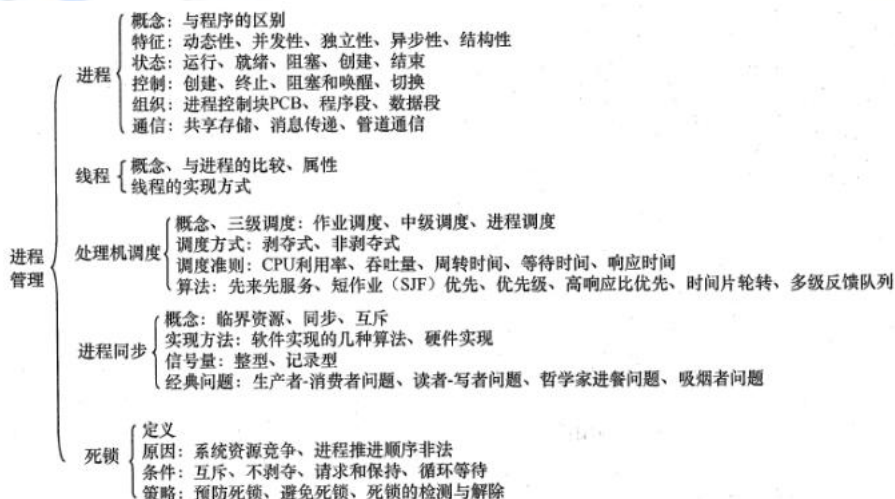 概念：与程序的区别
特征：动态性、并发性、独立性、异步性、结构性
状态：运行、就绪、阻塞、创建、结束
进程
控制：创建、终止、阻塞和唤醒、切换
组织：进程控制块PCB、程序段、数据段
通信：共享存储、消息传递、管道通信
线程
概念、与进程的比较、属性
线程的实现方式
进程
管理
处理机调度
概念、三级调度：作业调度、中级调度、进程调度
调度方式：剥夺式、非剥夺式
调度准则：CPU利用率、吞吐量、周转时间、等待时间、响应时间
算法：先来先服务、短作业（SJF）优先、优先级、高响应比优先、时间片轮转、多级反馈队列
进程同步
概念：临界资源、同步、互斥
实现方法：软件实现的几种算法、硬件实现
信号量：整型、记录型
经典问题：生产者-消费者问题、读者-写者问题、哲学家进餐问题、吸烟者问题
死锁
定义
原因：系统资源竞争、进程推进顺序非法
条件：互斥、不剥夺、请求和保持、循环等待
策略：预防死锁、避免死锁、死锁的检测与解除